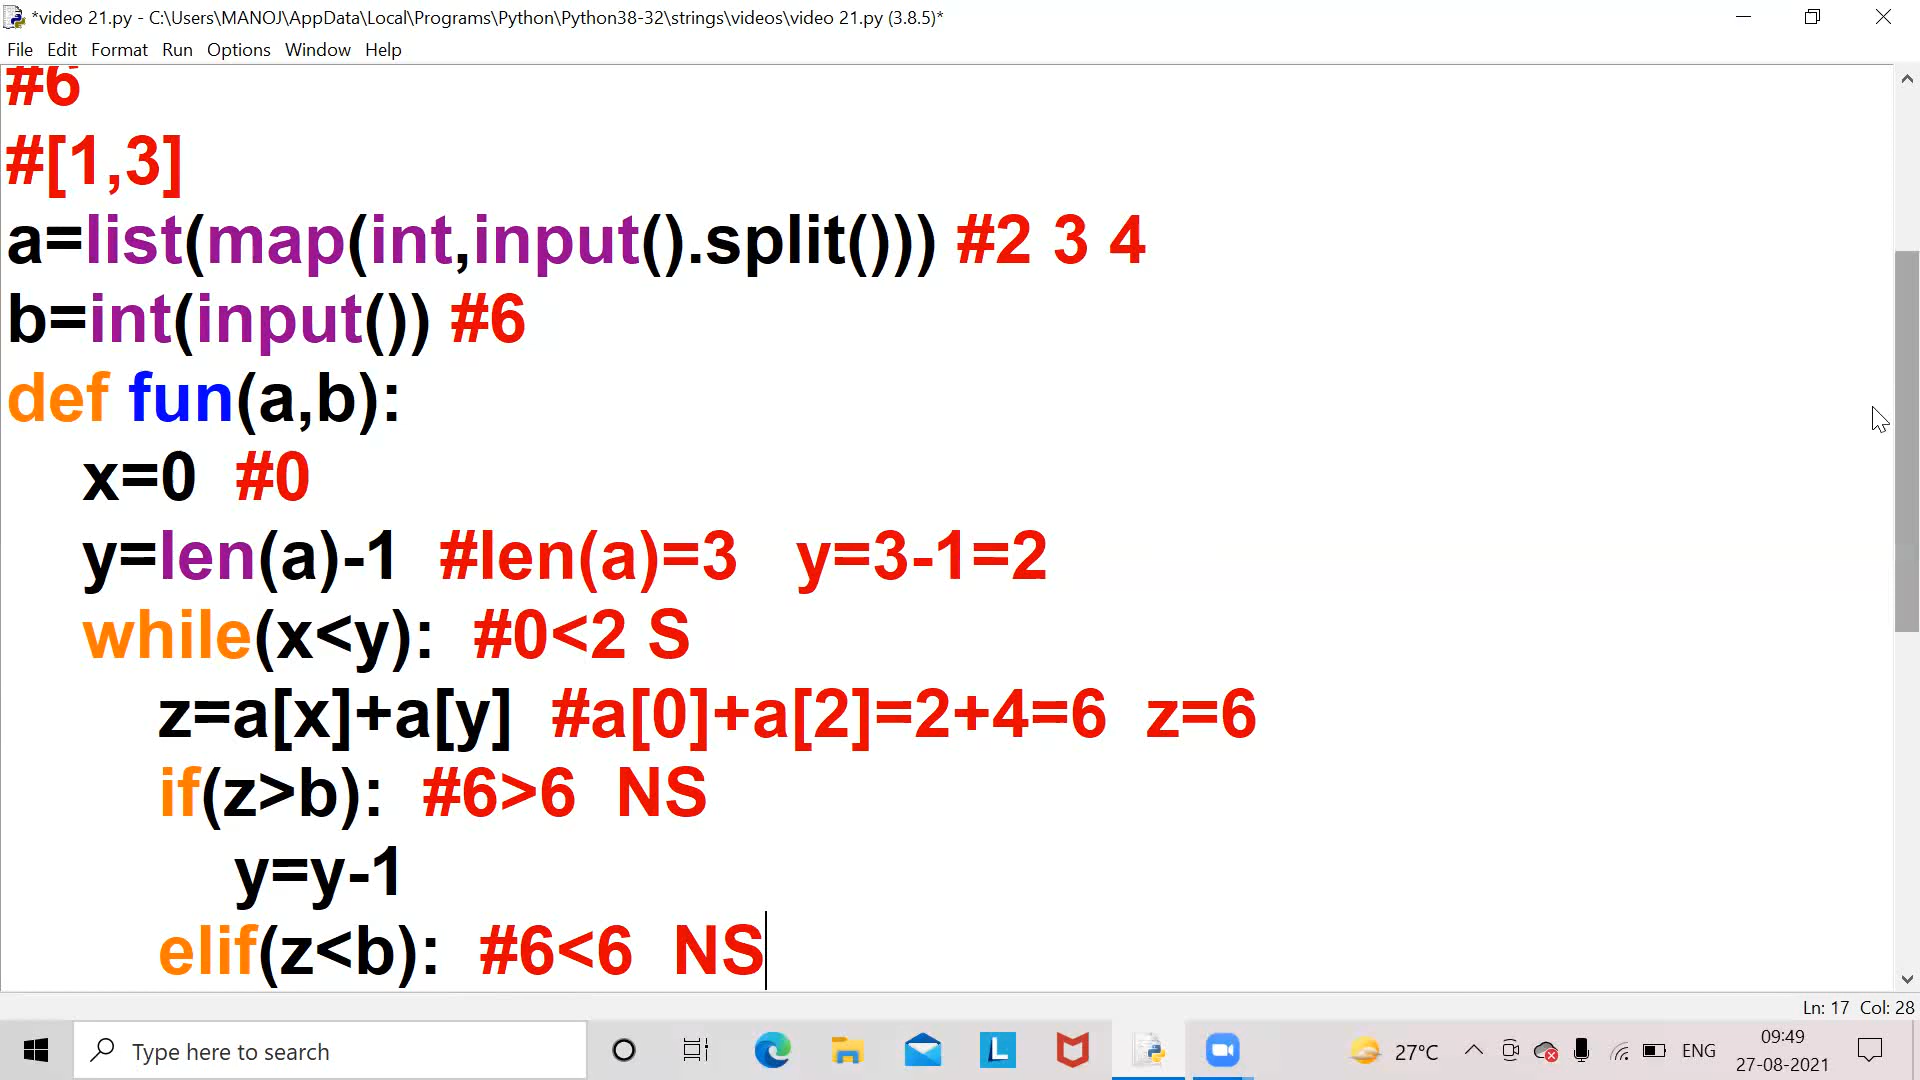 *video 21.py - C:\Users\MANOJ\AppData\Local\Programs\Python\Python38-32\strings\videos\video 21.py (3.8.5)*
File Edit Format Run Options Window Help
#6
#[1,3]
a=list(map(int,input().split())) #2 3 4
b=int(input()) #6
def fun(a,b):
x=0 #0
y=len(a)-1 #len(a)=3 y=3-1=2
while(x<y): #0<2 S
z=a[x]+a[y] #a[0]+a[2]=2+4=6 z=6
if(z>b): #6>6 NS
y=y-1
elif(z<b): #6<6 NS
Ln: 17 Col: 28
Type here to search
L
27°C
ENG
09:49
27-08-2021